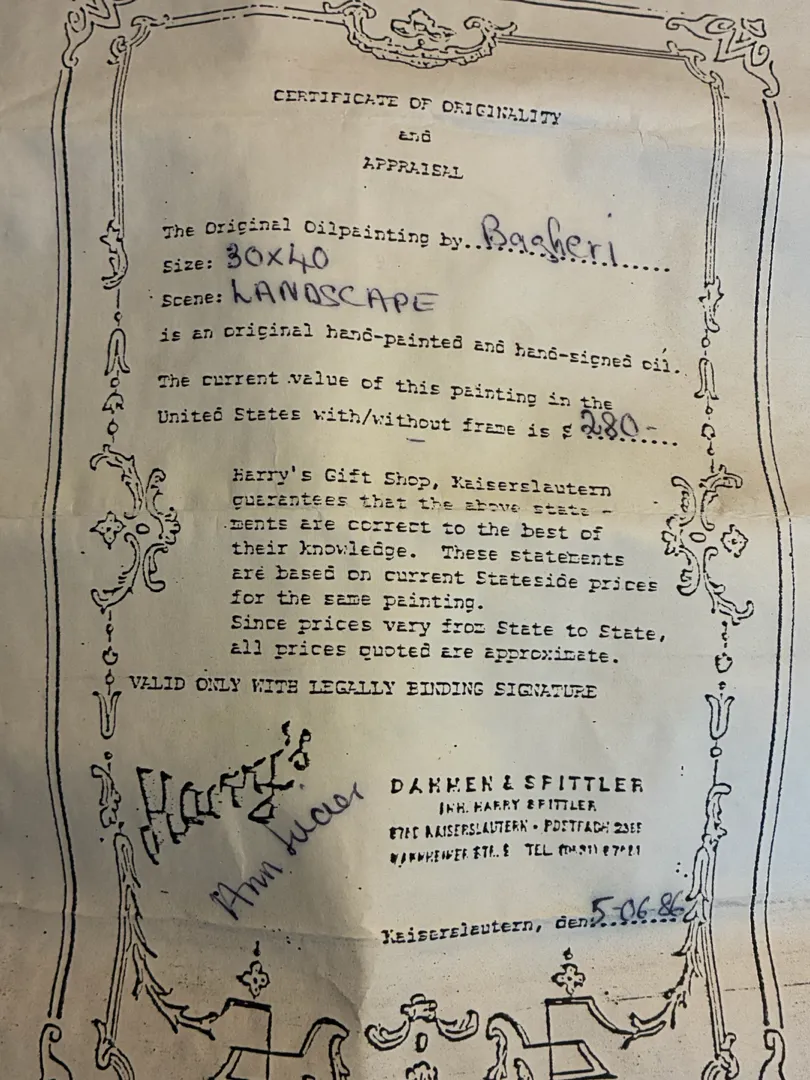 CERTIFICATE OF ORIGINALITY
and
APPRAISAL
The Original Oilpainting by..Bagheri.....
Size: 30x40
Scene: LANDSCAPE
is an original hand-painted and hand-signed oil.
The current value of this painting in the
United States with/without frame is $ 280-....
Harry's Gift Shop, Kaiserslautern
guarantees that the above state -
ments are correct to the best of
their knowledge. These statements
are based on current Stateside prices
for the same painting.
Since prices vary from State to State,
all prices quoted are approximate.
VALID ONLY WITH LEGALLY BINDING SIGNATURE
Harry's
Ann
DAHMEN & SPITTLER
INH. HARRY SPITTLER
KAISERSLAUTERN • POSTFACH
MANNHEIMER STR. TEL.
Kaiserslautern, den 5-06-86